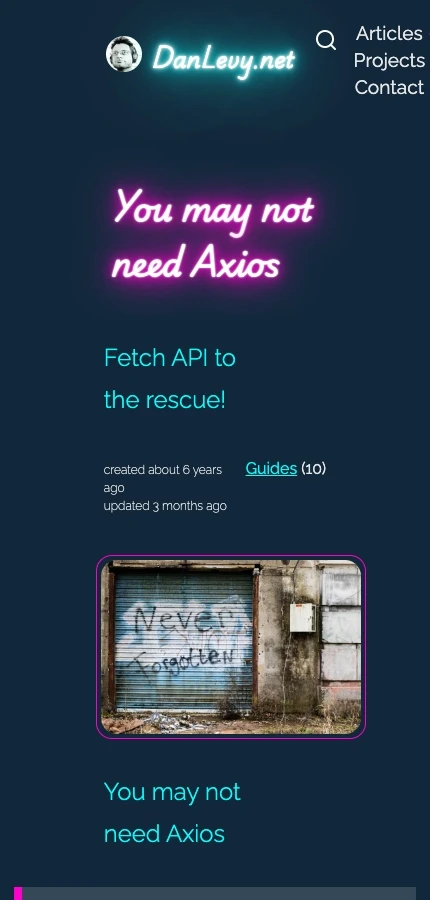 DanLevy.net
Articles
Projects
Contact
You may not
need Axios
Fetch API to
the rescue!
created about 6 years
ago
updated 3 months ago
Guides (10)
Never
Forgotten
You may not
need Axios